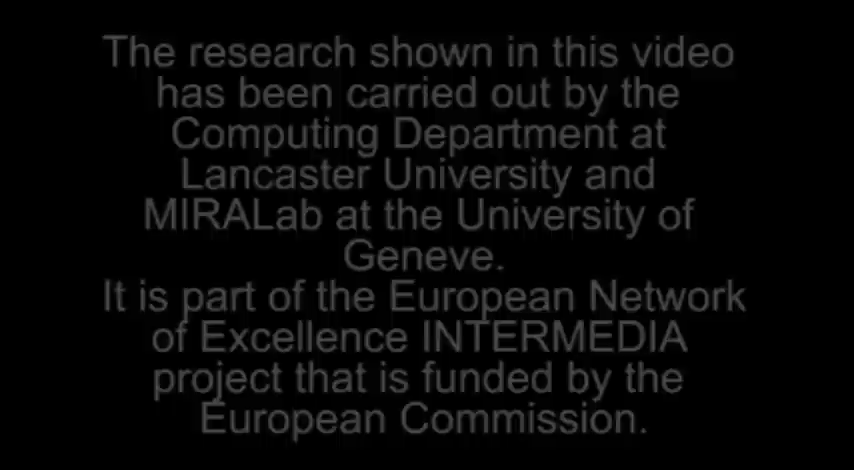 The research shown in this video
has been carried out by the
Computing Department at
Lancaster University and
MIRALab at the University of
Geneve.
It is part of the European Network
of Excellence INTERMEDIA
project that is funded by the
European Commission.